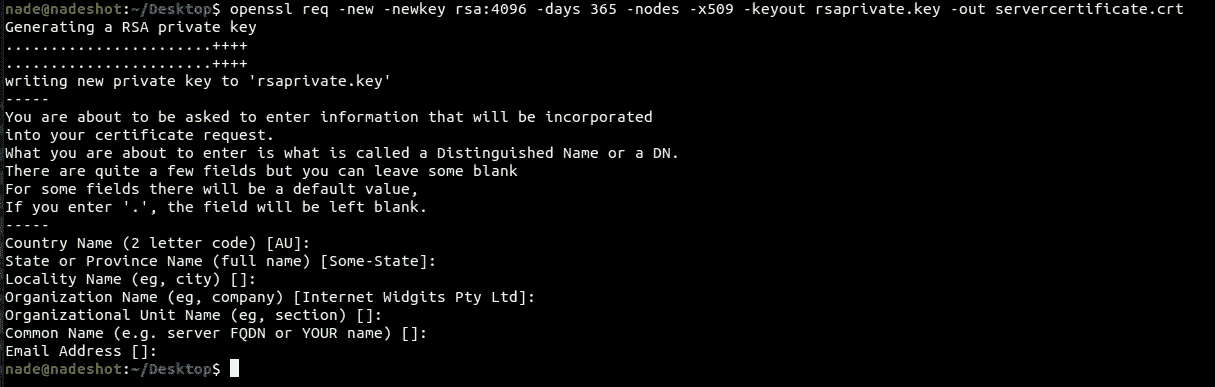 nade@nadeshot:~/Desktop$ openssl req -new -newkey rsa:4096 -days 365 -nodes -x509 -keyout rsaprivate.key -out servercertificate.crt
Generating a RSA private key
.......................++++
.......................++++
writing new private key to 'rsaprivate.key'
-----
You are about to be asked to enter information that will be incorporated
into your certificate request.
What you are about to enter is what is called a Distinguished Name or a DN.
There are quite a few fields but you can leave some blank
For some fields there will be a default value,
If you enter '.', the field will be left blank.
-----
Country Name (2 letter code) [AU]:
State or Province Name (full name) [Some-State]:
Locality Name (eg, city) []:
Organization Name (eg, company) [Internet Widgits Pty Ltd]:
Organizational Unit Name (eg, section) []:
Common Name (e.g. server FQDN or YOUR name) []:
Email Address []:
nade@nadeshot:~/Desktop$